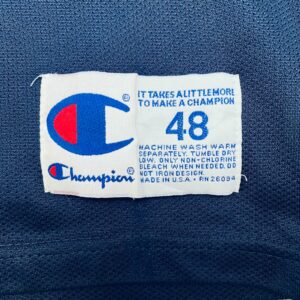 Champion
IT TAKES A LITTLE MORE
TO MAKE A CHAMPION
48
MACHINE WASH WARM
SEPARATELY. TUMBLE DRY
LOW. ONLY NON-CHLORINE
BLEACH WHEN NEEDED. DO
NOT IRON DESIGN.
MADE IN U.S.A. • RN 26094